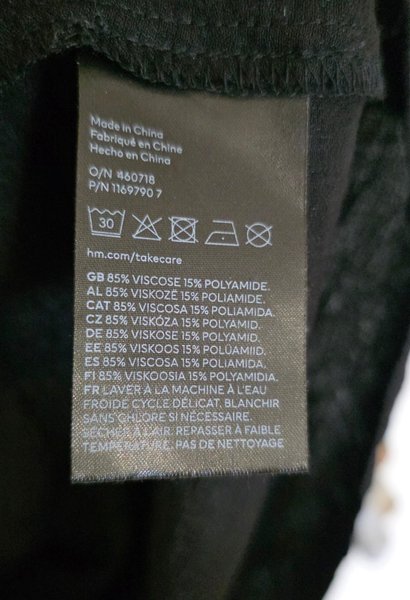 Made in China
Fabriqué en Chine
Hecho en China
O/N 460718
P/N 1169790 7
30
hm.com/takecare
GB 85% VISCOSE 15% POLYAMIDE.
AL 85% VISKOZË 15% POLIAMIDE.
CAT 85% VISCOSA 15% POLIAMIDA.
CZ 85% VISKÓZA 15% POLYAMID.
DE 85% VISKOSE 15% POLYAMID.
EE 85% VISKOOS 15% POLÜAMIID.
ES 85% VISCOSA 15% POLIAMIDA.
FI 85% VISKOOSIA 15% POLYAMIDIA.
FR LAVER À LA MACHINE À L'EAU
FROIDE CYCLE DÉLICAT. BLANCHIR
SANS CHLORE SI NÉCESSAIRE.
SÉCHER À L'AIR. REPASSER À FAIBLE
TEMPÉRATURE. PAS DE NETTOYAGE